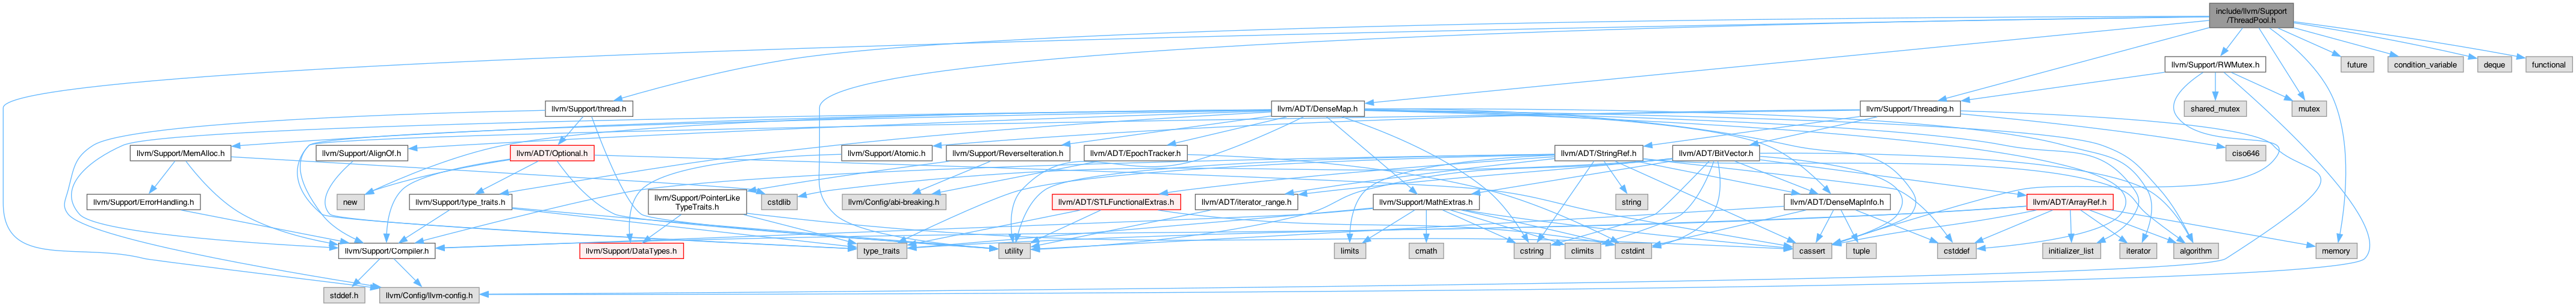 include/llvm/Support
/ThreadPool.h
llvm/Support/RWMutex.h
future
condition_variable
deque
functional
llvm/Support/thread.h
llvm/ADT/DenseMap.h
llvm/Support/Threading.h
shared_mutex
mutex
llvm/Support/MemAlloc.h
llvm/Support/AlignOf.h
llvm/ADT/Optional.h
llvm/Support/Atomic.h
llvm/Support/ReverseIteration.h
llvm/ADT/EpochTracker.h
llvm/ADT/StringRef.h
llvm/ADT/BitVector.h
ciso646
llvm/Support/ErrorHandling.h
new
llvm/Support/type_traits.h
llvm/Support/PointerLike
TypeTraits.h
cstdlib
llvm/Config/abi-breaking.h
llvm/ADT/STLFunctionalExtras.h
llvm/ADT/iterator_range.h
llvm/Support/MathExtras.h
string
llvm/ADT/DenseMapInfo.h
llvm/ADT/ArrayRef.h
llvm/Support/Compiler.h
llvm/Support/DataTypes.h
type_traits
utility
limits
cmath
cstring
climits
cstdint
cassert
tuple
cstddef
initializer_list
iterator
algorithm
memory
stddef.h
llvm/Config/llvm-config.h